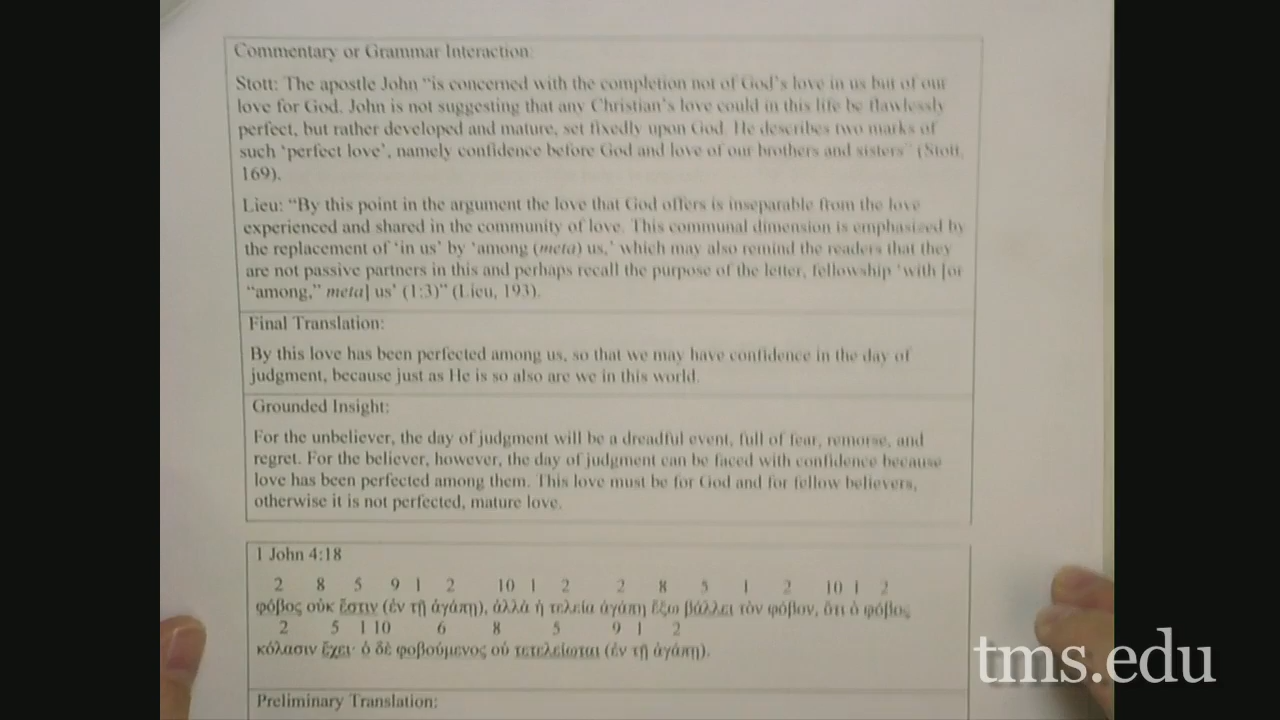 Commentary or Grammar Interaction:
Stott: The apostle John “is concerned with the completion not of God’s love in us but of our
love for God. John is not suggesting that any Christian’s love could in this life be flawlessly
perfect, but rather developed and mature, set fixedly upon God. He describes two marks of
such ‘perfect love’, namely confidence before God and love of our brothers and sisters” (Stott,
169).
Lieu: “By this point in the argument the love that God offers is inseparable from the love
experienced and shared in the community of love. This communal dimension is emphasized by
the replacement of ‘in us’ by ‘among (meta) us,’ which may also remind the readers that they
are not passive partners in this and perhaps recall the purpose of the letter, fellowship ‘with [or
“among,” meta] us’ (1:3)” (Lieu, 193).
Final Translation:
By this love has been perfected among us, so that we may have confidence in the day of
judgment, because just as He is so also are we in this world.
Grounded Insight:
For the unbeliever, the day of judgment will be a dreadful event, full of fear, remorse, and
regret. For the believer, however, the day of judgment can be faced with confidence because
love has been perfected among them. This love must be for God and for fellow believers,
otherwise it is not perfected, mature love.
1 John 4:18
2 8 5 9 1 2 10 1 2 2 8 5 1 2 10 1 2
φόβος οὐκ ἔστιν (ἐν τῇ ἀγάπῃ), ἀλλὰ ἡ τελεία ἀγάπη ἔξω βάλλει τὸν φόβον, ὅτι ὁ φόβος
2 5 1 10 6 8 5 9 1 2
κόλασιν ἔχει· ὁ δὲ φοβούμενος οὐ τετελείωται (ἐν τῇ ἀγάπῃ).
Preliminary Translation:
tms.edu